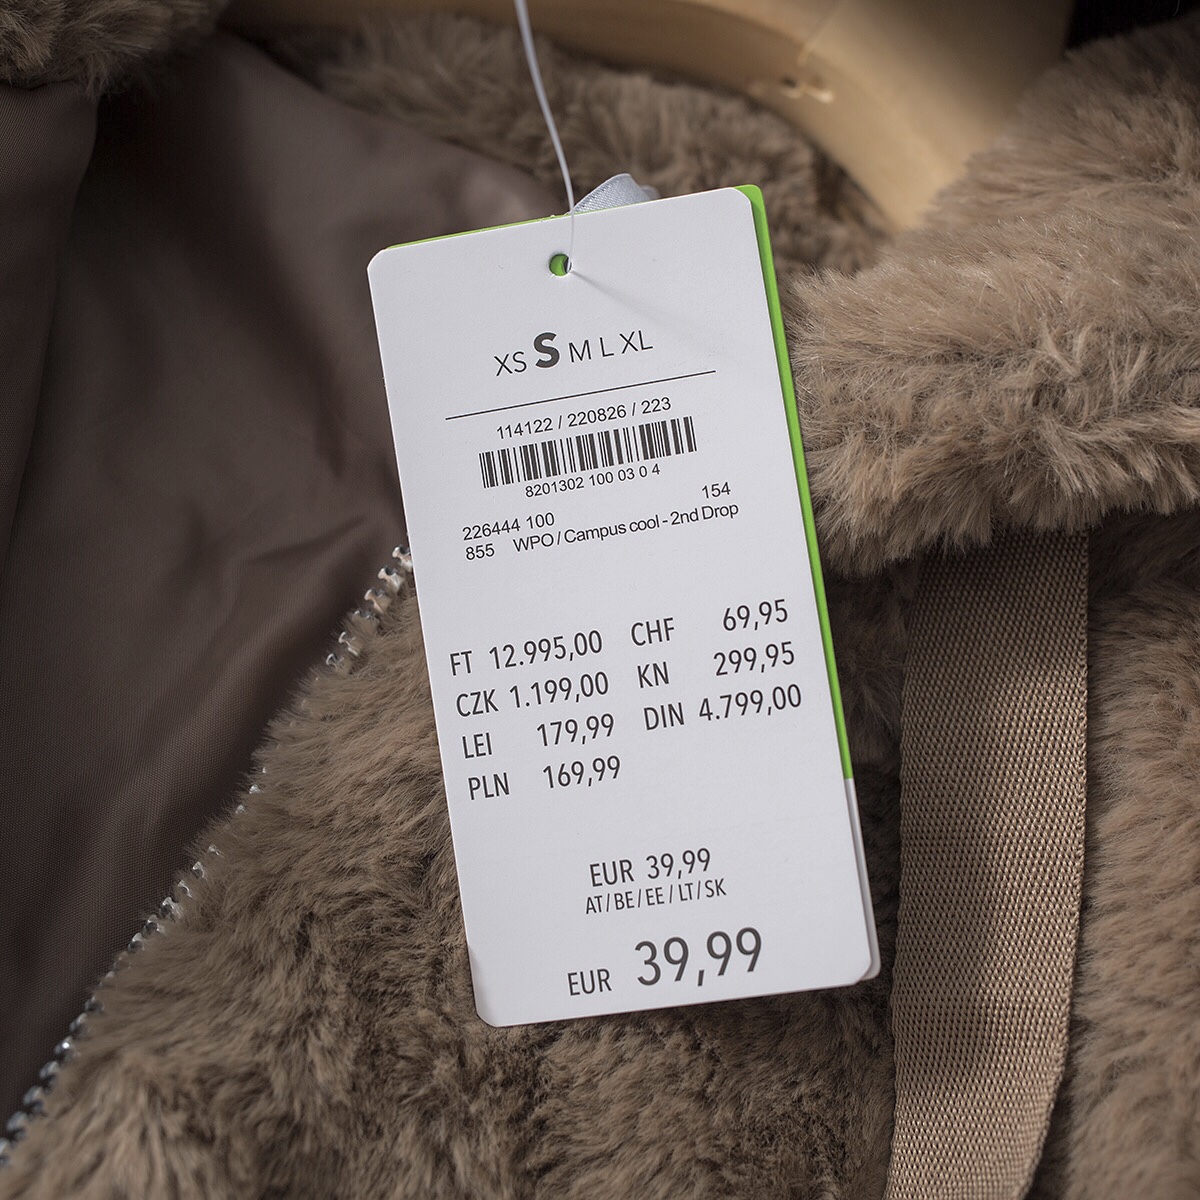 XS S M L XL
114122 / 220826 / 223
8201302 100 03 0 4
226444 100 154
855 WPO / Campus cool - 2nd Drop
FT 12.995,00 CHF 69,95
CZK 1.199,00 KN 299,95
LEI 179,99 DIN 4.799,00
PLN 169,99
EUR 39,99
AT/BE/EE/LT/SK
EUR 39,99